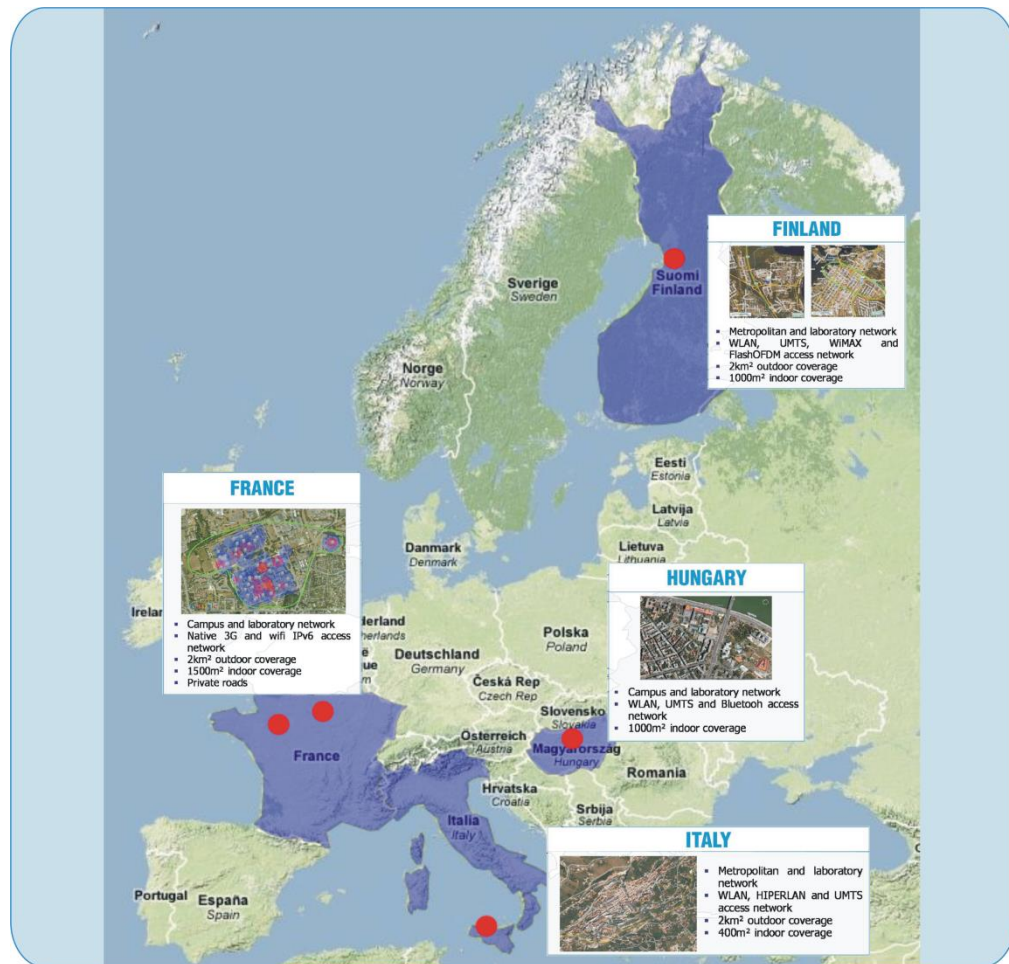 FINLAND
Metropolitan and laboratory network
WLAN, UMTS, WiMAX and
FlashOFDM access network
2km² outdoor coverage
1000m² indoor coverage
Suomi
Finland
Sverige
Sweden
Norge
Norway
Eesti
Estonia
Latvija
Latvia
Lietuva
Lithuania
Danmark
Denmark
FRANCE
Campus and laboratory network
Native 3G and wifi IPv6 access
network
2km² outdoor coverage
1500m² indoor coverage
Private roads
HUNGARY
Campus and laboratory network
WLAN, UMTS and Bluetooh access
network
1000m² indoor coverage
Irelan
derland
herlands
Polska
Poland
Deutschland
Germany
Česká Rep
Czech Rep
Slovensko
Slovakia
Österreich
Austria
Magyarország
Hungary
France
Romania
Hrvatska
Croatia
Srbija
Serbia
Italia
Italy
Portugal
España
Spain
ITALY
Metropolitan and laboratory
network
WLAN, HIPERLAN and UMTS
access network
2km² outdoor coverage
400m² indoor coverage